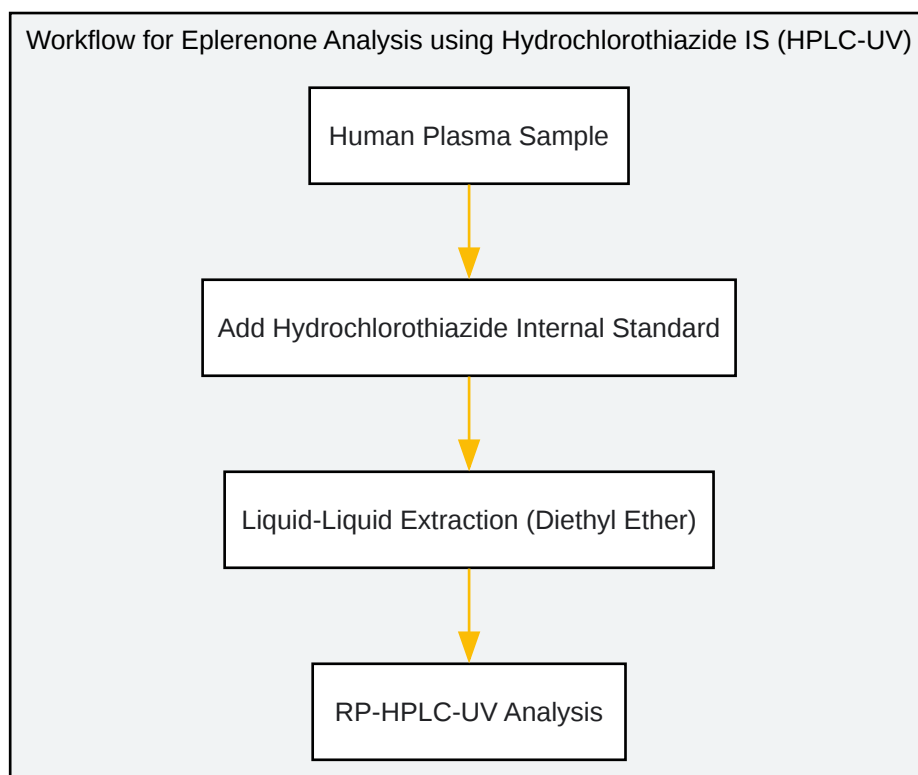 Workflow for Eplerenone Analysis using Hydrochlorothiazide IS (HPLC-UV)
Human Plasma Sample
Add Hydrochlorothiazide Internal Standard
Liquid-Liquid Extraction (Diethyl Ether)
RP-HPLC-UV Analysis